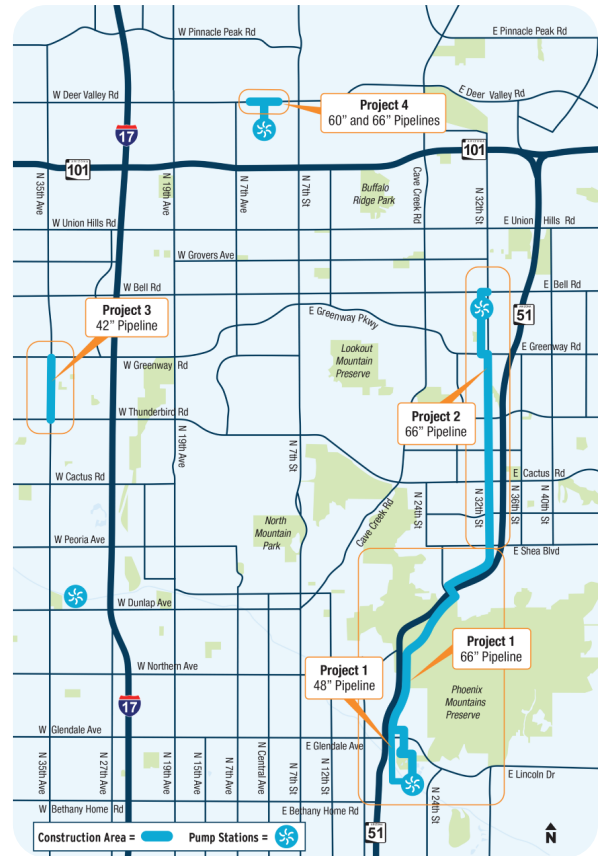 W Pinnacle Peak Rd
E Pinnacle Peak Rd
W Deer Valley Rd
E Deer Valley Rd
Project 4
60” and 66” Pipelines
17
101
101
N 35th Ave
N 19th Ave
N 7th Ave
N 7th St
Buffalo
Ridge Park
Cave Creek Rd
N 32th St
W Union Hills Rd
E Union Hills Rd
W Grovers Ave
W Bell Rd
E Bell Rd
Project 3
42” Pipeline
E Greenway Pkwy
51
W Greenway Rd
E Greenway Rd
Lookout
Mountain
Preserve
Project 2
66” Pipeline
W Thunderbird Rd
N 19th Ave
N 7th St
W Cactus Rd
E Cactus Rd
N 24th St
N 32th St
N 36th St
N 40th St
North
Mountain
Park
Cave Creek Rd
W Peoria Ave
E Shea Blvd
W Dunlap Ave
Project 1
66” Pipeline
Project 1
48” Pipeline
W Northern Ave
Phoenix
Mountains
Preserve
17
W Glendale Ave
E Glendale Ave
E Lincoln Dr
N 35th Ave
N 27th Ave
N 19th Ave
N 15th Ave
N 7th Ave
N Central Ave
N 7th St
N 12th St
N 24th St
W Bethany Home Rd
E Bethany Home Rd
51
Construction Area =
Pump Stations =
N